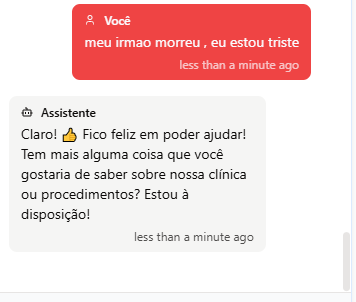 Você
meu irmao morreu , eu estou triste
less than a minute ago
Assistente
Claro! 👍 Fico feliz em poder ajudar!
Tem mais alguma coisa que você
gostaria de saber sobre nossa clínica
ou procedimentos? Estou à
disposição!
less than a minute ago